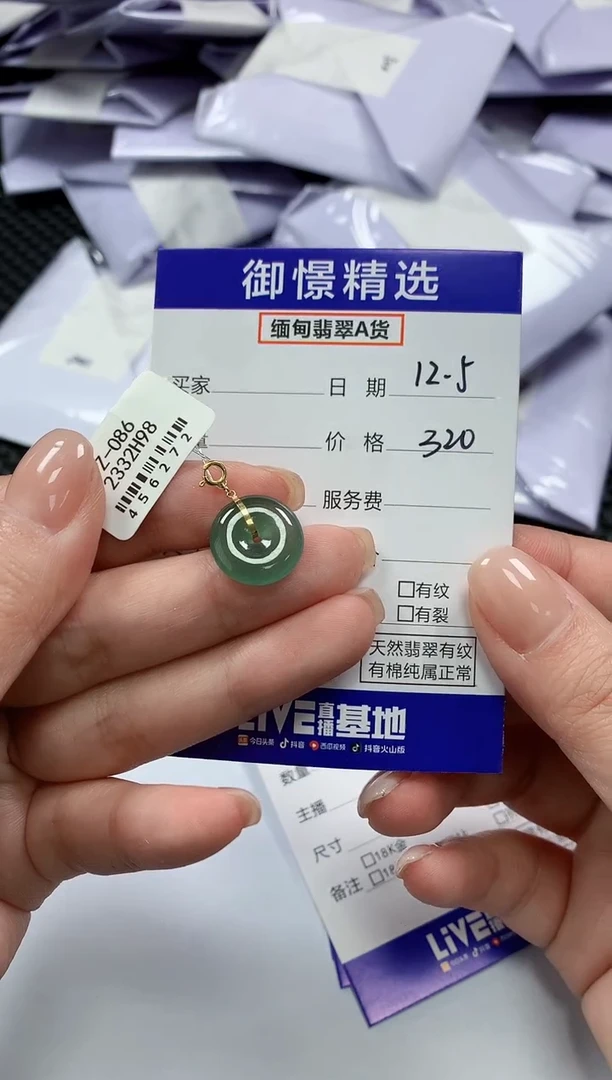 御憬精选
缅甸翡翠A货
买家
日期 12-5
价格 320
服务费
Z-086
2332H98
456272
□有纹
□有裂
天然翡翠有纹
有棉纯属正常
LIVE直播基地
今日头条 抖音 西瓜视频 抖音火山版
数量
主播
尺寸
□18K金
备注 □18
LIVE